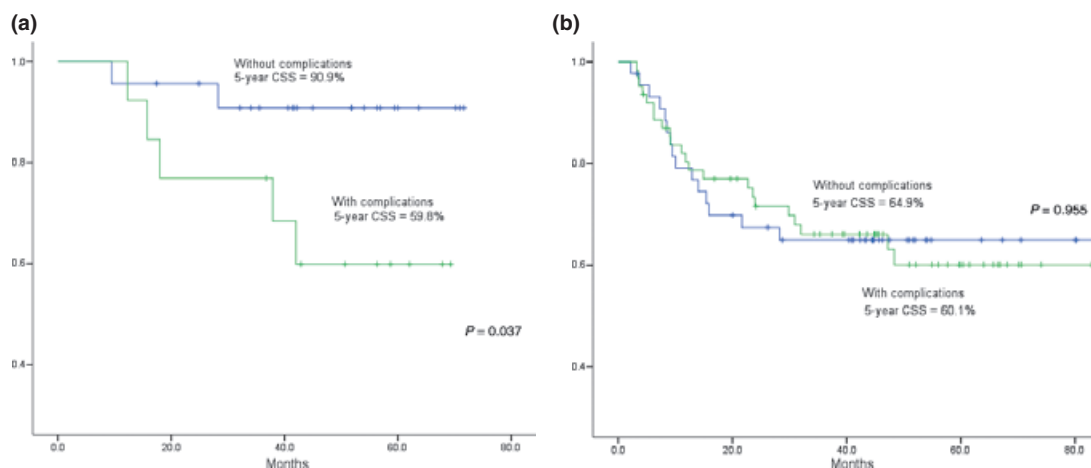 (a)
1.0
0.8
0.6
0.4
Without complications
5-year CSS = 90.9%
With complications
5-year CSS = 59.8%
P = 0.037
0.0 20.0 40.0 60.0 80.0
Months
(b)
1.0
0.8
0.6
0.4
Without complications
5-year CSS = 64.9%
P = 0.955
With complications
5-year CSS = 60.1%
0.0 20.0 40.0 60.0 80.0
Months